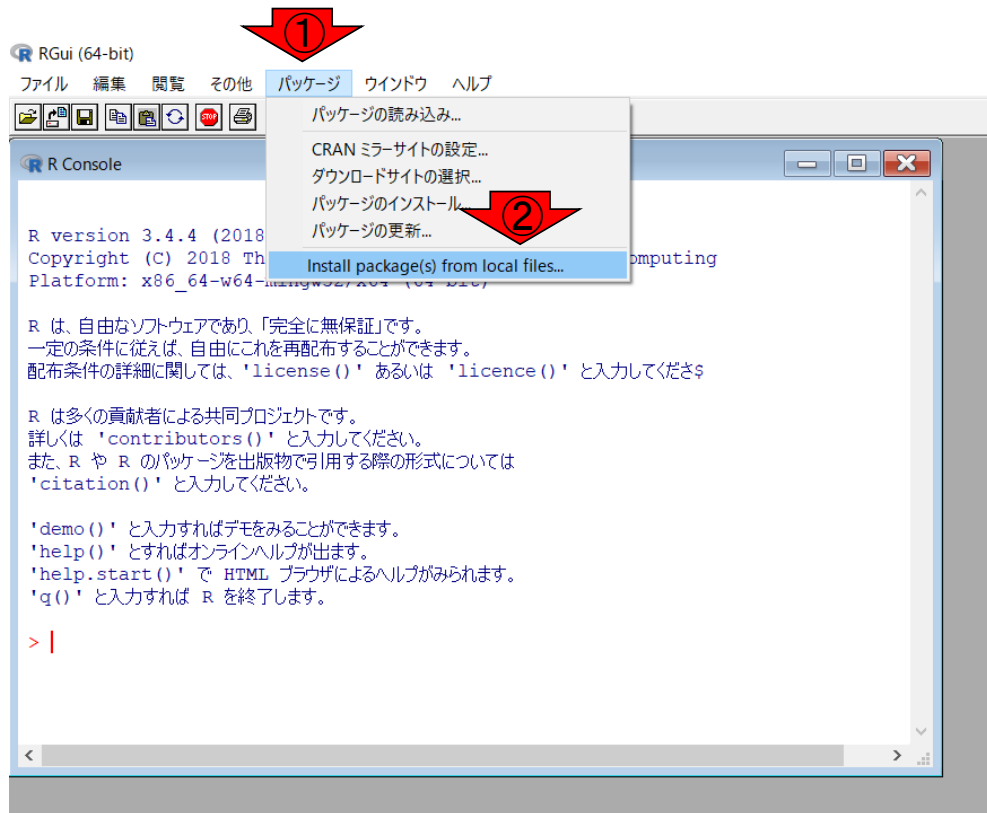 ①
RGui (64-bit)
ファイル 編集 閲覧 その他 パッケージ ウインドウ ヘルプ
STOP
パッケージの読み込み...
CRAN ミラーサイトの設定...
ダウンロードサイトの選択...
パッケージのインストール...
②
パッケージの更新...
Install package(s) from local files...
R Console
R version 3.4.4 (2018
Copyright (C) 2018 Th omputing
Platform: x86_64-w64-mingw32/x64 (64-bit)
R は、自由なソフトウェアであり、「完全に無保証」です。
一定の条件に従えば、自由にこれを再配布することができます。
配布条件の詳細に関しては、'license()' あるいは 'licence()' と入力してくださ$
R は多くの貢献者による共同プロジェクトです。
詳しくは 'contributors()' と入力してください。
また、R や R のパッケージを出版物で引用する際の形式については
'citation()' と入力してください。
'demo()' と入力すればデモをみることができます。
'help()' とすればオンラインヘルプが出ます。
'help.start()' で HTML ブラウザによるヘルプがみられます。
'q()' と入力すれば R を終了します。
>